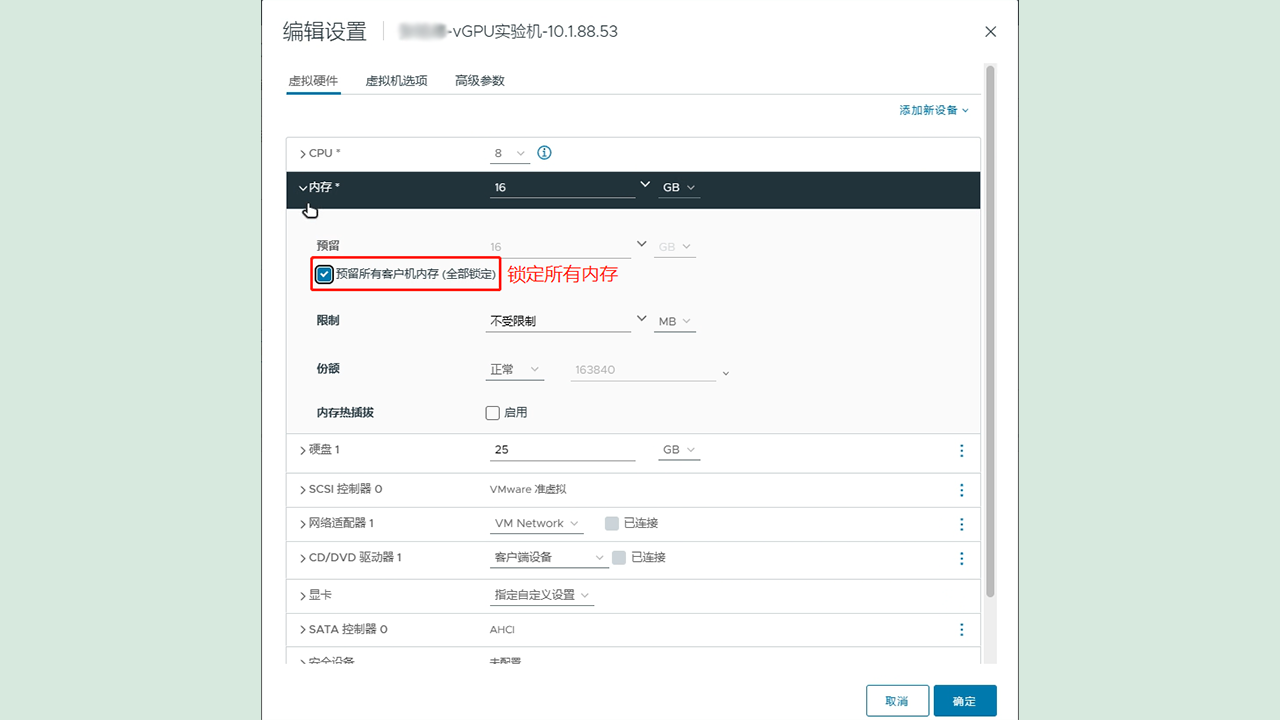 编辑设置 -vGPU实验机-10.1.88.53
虚拟硬件 虚拟机选项 高级参数
添加新设备
CPU * 8
内存 * 16 GB
预留 16 GB
预留所有客户机内存 (全部锁定) 锁定所有内存
限制 不受限制 MB
份额 正常 163840
内存热插拔 启用
硬盘 1 25 GB
SCSI 控制器 0 VMware 准虚拟
网络适配器 1 VM Network 已连接
CD/DVD 驱动器 1 客户端设备 已连接
显卡 指定自定义设置
SATA 控制器 0 AHCI
安全设备 未配置
取消 确定